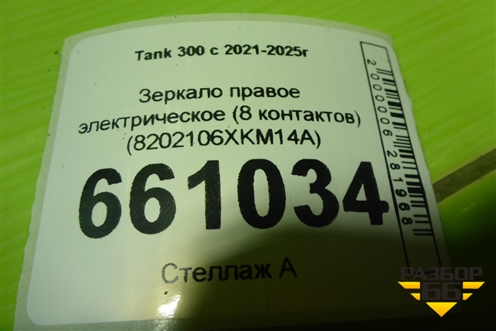 Tank 300 с 2021-2025г
Зеркало правое
электрическое (8 контактов)
(8202106XKM14A)
661034
Стеллаж А
2000006281968
РАЗБОР
66